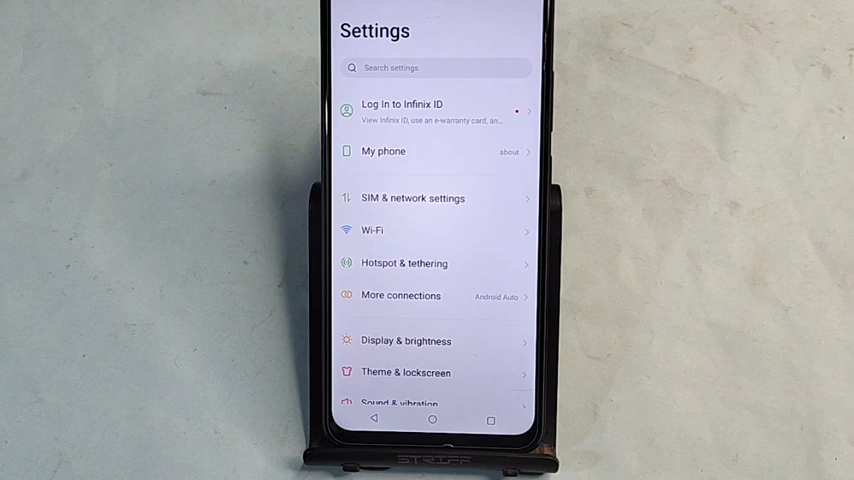 Settings
Search settings
Log In to Infinix ID
View Infinix ID, use an e-warranty card, an...
My phone about
SIM & network settings
Wi-Fi
Hotspot & tethering
More connections Android Auto
Display & brightness
Theme & lockscreen
Sound & vibration
STRIFF